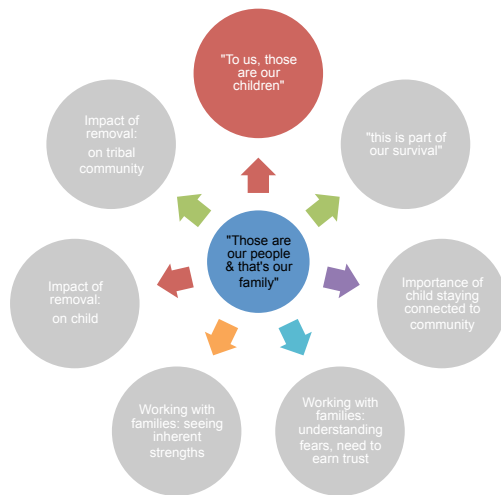 "To us, those
are our
children"
"this is part of
our survival"
Importance of
child staying
connected to
community
Working with
families:
understanding
fears, need to
earn trust
Working with
families: seeing
inherent
strengths
Impact of
removal:
on child
Impact of
removal:
on tribal
community
"Those are
our people
& that's our
family"